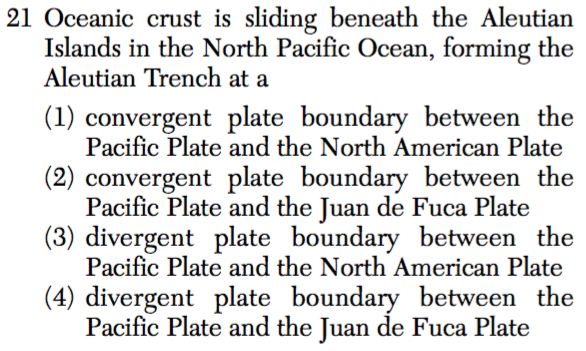 21 Oceanic crust is sliding beneath the Aleutian
Islands in the North Pacific Ocean, forming the
Aleutian Trench at a
(1) convergent plate boundary between the
Pacific Plate and the North American Plate
(2) convergent plate boundary between the
Pacific Plate and the Juan de Fuca Plate
(3) divergent plate boundary between the
Pacific Plate and the North American Plate
(4) divergent plate boundary between the
Pacific Plate and the Juan de Fuca Plate